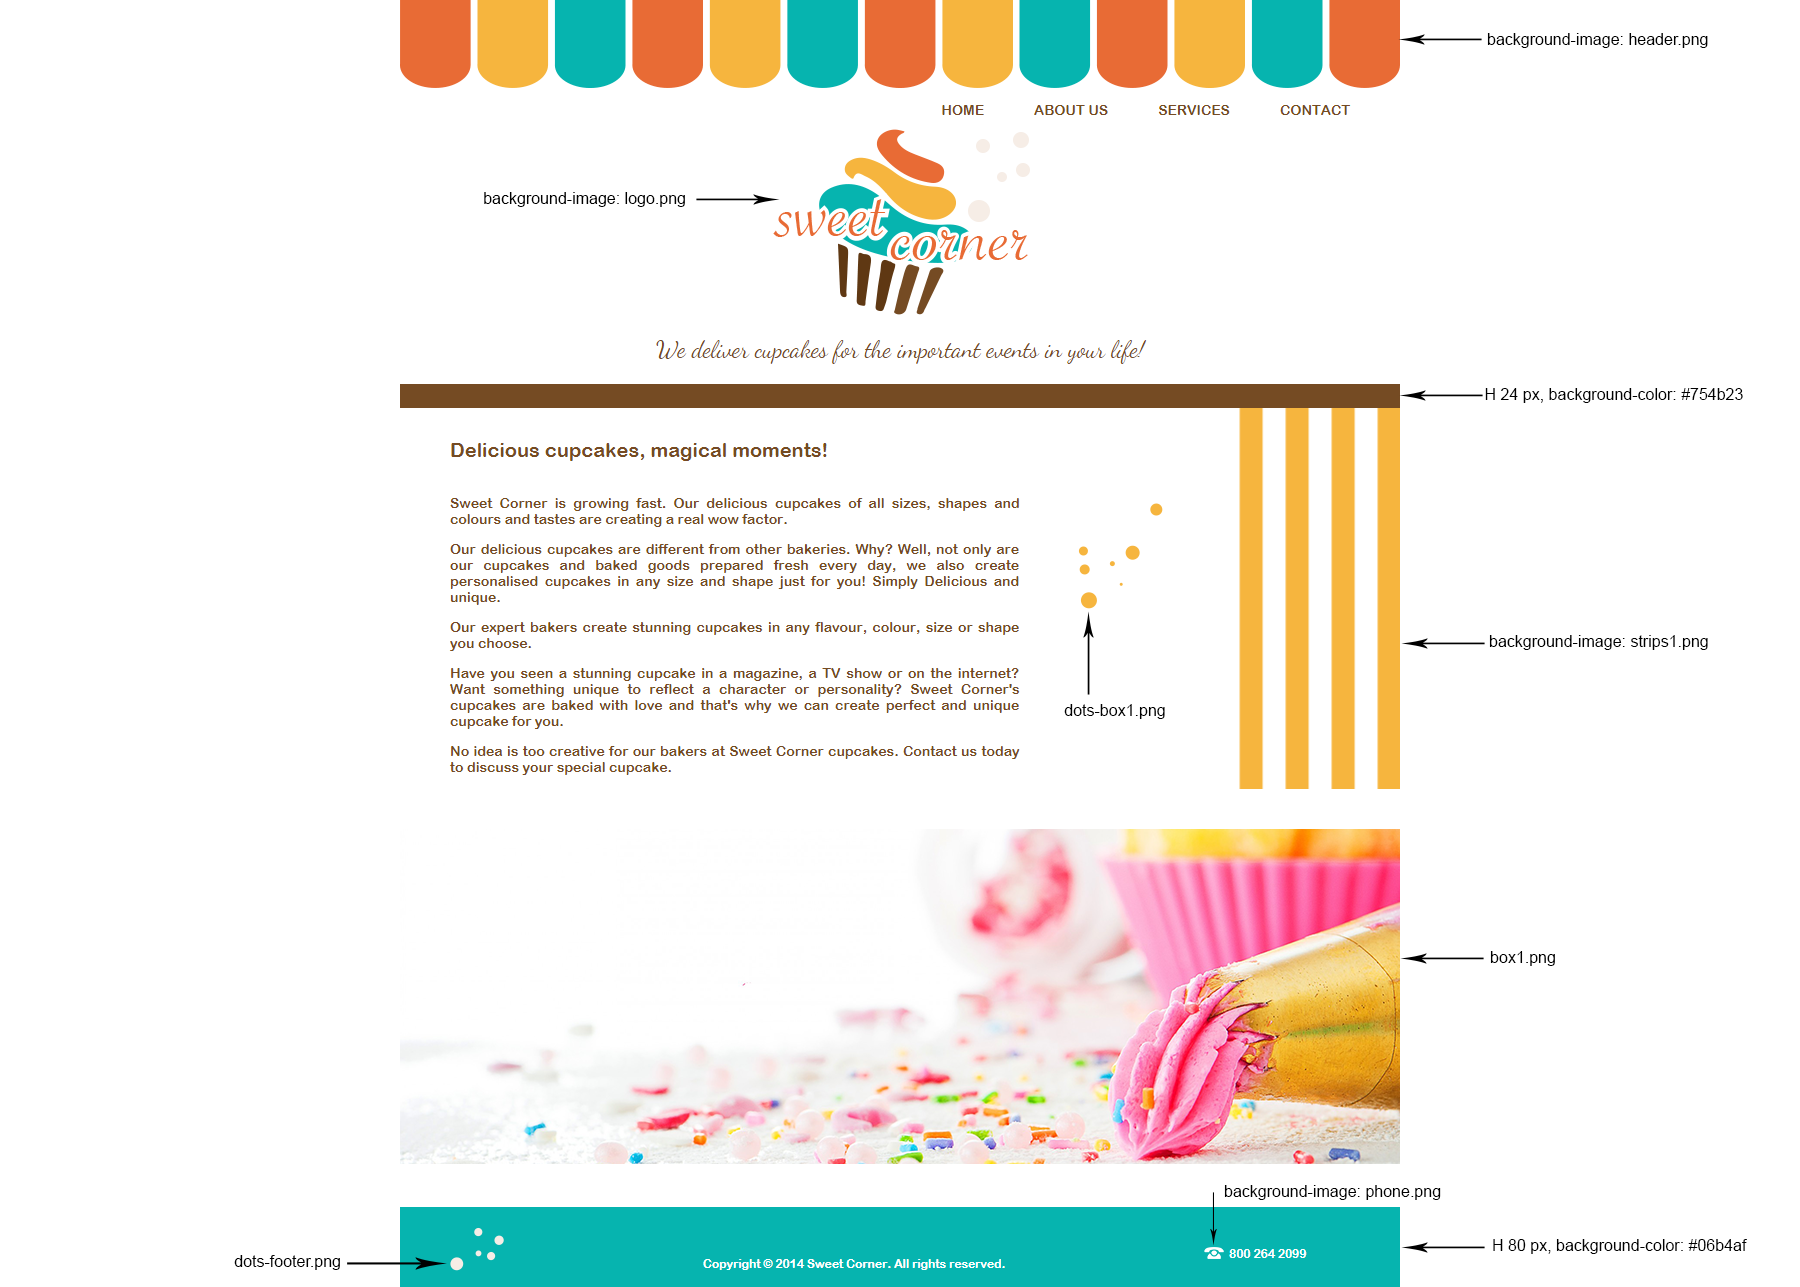 background-image: header.png
HOME ABOUT US SERVICES CONTACT
background-image: logo.png
sweet
corner
We deliver cupcakes for the important events in your life!
H 24 px, background-color: #754b23
Delicious cupcakes, magical moments!
Sweet Corner is growing fast. Our delicious cupcakes of all sizes, shapes and
colours and tastes are creating a real wow factor.
Our delicious cupcakes are different from other bakeries. Why? Well, not only are
our cupcakes and baked goods prepared fresh every day, we also create
personalised cupcakes in any size and shape just for you! Simply Delicious and
unique.
Our expert bakers create stunning cupcakes in any flavour, colour, size or shape
you choose.
Have you seen a stunning cupcake in a magazine, a TV show or on the internet?
Want something unique to reflect a character or personality? Sweet Corner's
cupcakes are baked with love and that's why we can create perfect and unique
cupcake for you.
No idea is too creative for our bakers at Sweet Corner cupcakes. Contact us today
to discuss your special cupcake.
dots-box1.png
background-image: strips1.png
box1.png
background-image: phone.png
dots-footer.png
Copyright © 2014 Sweet Corner. All rights reserved.
800 264 2099
H 80 px, background-color: #06b4af